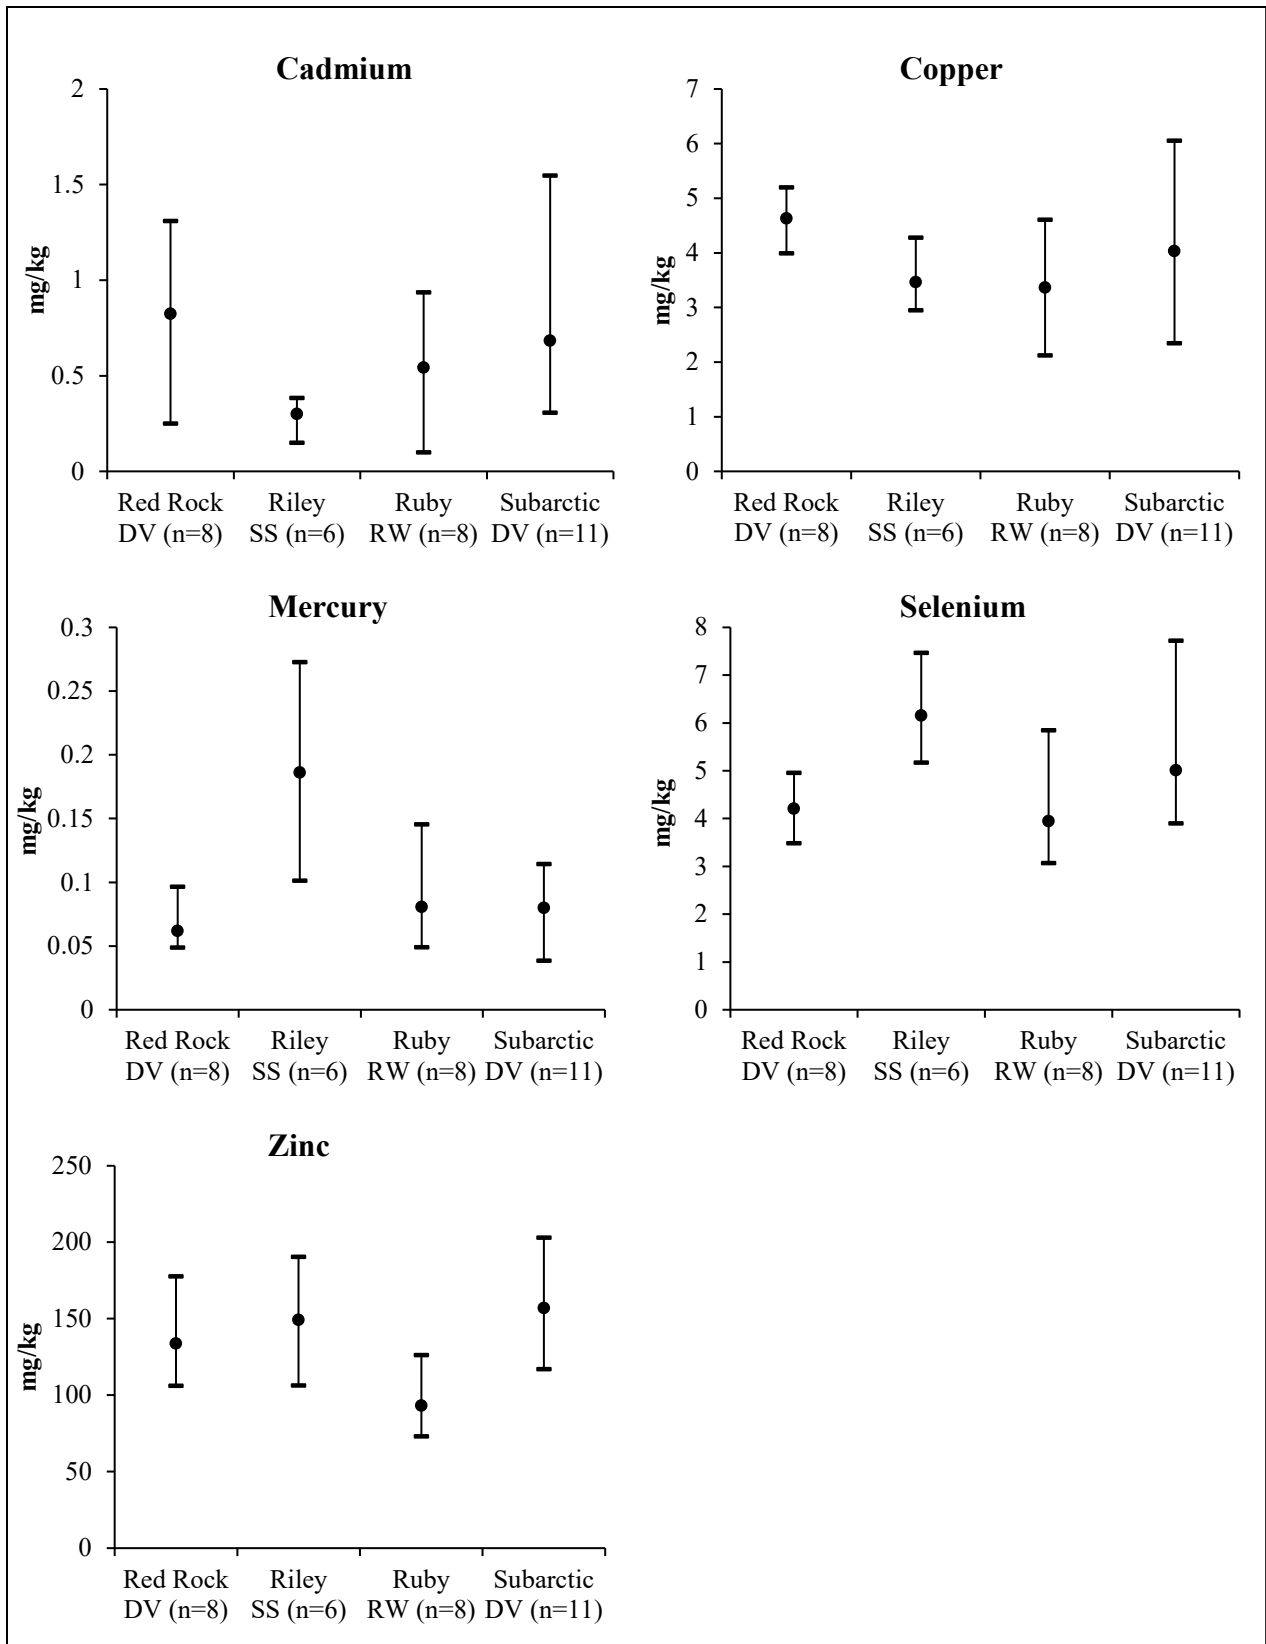 Cadmium
2
1.5
1
0.5
0
mg/kg
Red Rock
DV (n=8)
Riley
SS (n=6)
Ruby
RW (n=8)
Subarctic
DV (n=11)
Copper
7
6
5
4
3
2
1
0
mg/kg
Red Rock
DV (n=8)
Riley
SS (n=6)
Ruby
RW (n=8)
Subarctic
DV (n=11)
Mercury
0.3
0.25
0.2
0.15
0.1
0.05
0
mg/kg
Red Rock
DV (n=8)
Riley
SS (n=6)
Ruby
RW (n=8)
Subarctic
DV (n=11)
Selenium
8
7
6
5
4
3
2
1
0
mg/kg
Red Rock
DV (n=8)
Riley
SS (n=6)
Ruby
RW (n=8)
Subarctic
DV (n=11)
Zinc
250
200
150
100
50
0
mg/kg
Red Rock
DV (n=8)
Riley
SS (n=6)
Ruby
RW (n=8)
Subarctic
DV (n=11)